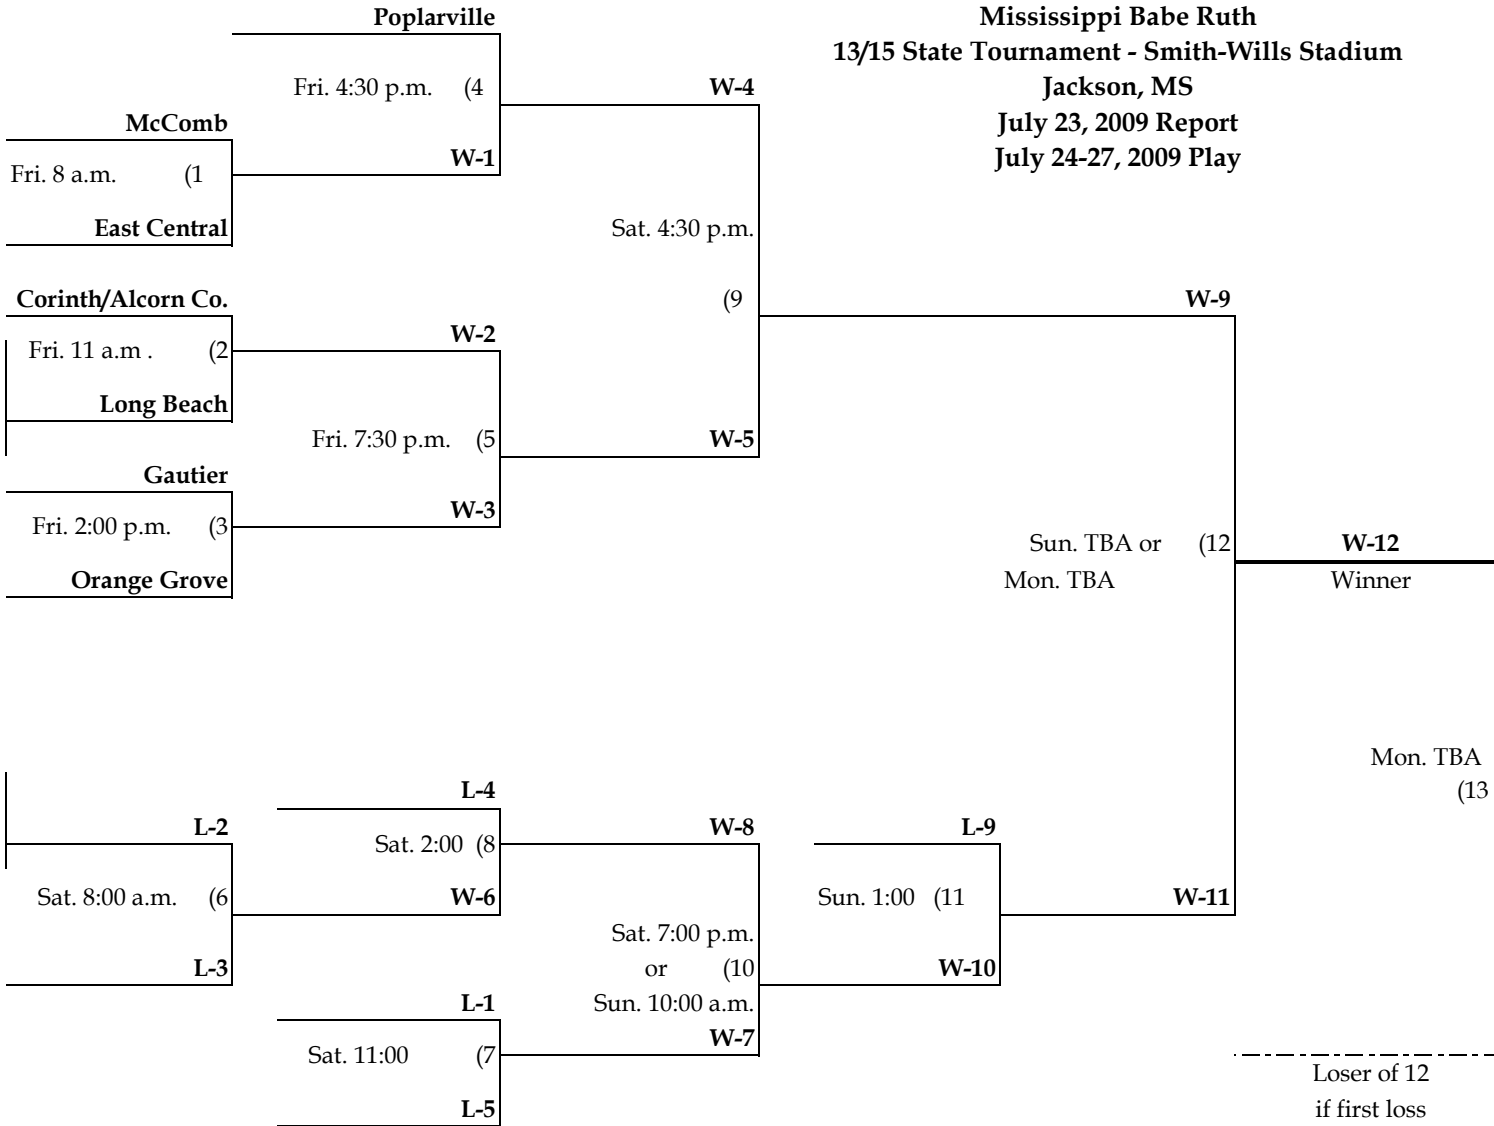 Poplarville
Mississippi Babe Ruth
13/15 State Tournament - Smith-Wills Stadium
Jackson, MS
July 23, 2009 Report
July 24-27, 2009 Play
Fri. 4:30 p.m. (4
W-4
McComb
W-1
Fri. 8 a.m. (1
East Central
Sat. 4:30 p.m.
Corinth/Alcorn Co.
(9
W-9
W-2
Fri. 11 a.m . (2
Long Beach
Fri. 7:30 p.m. (5
W-5
Gautier
W-3
Fri. 2:00 p.m. (3
Orange Grove
Sun. TBA or (12
Mon. TBA
W-12
Winner
Mon. TBA
(13
L-4
L-2
Sat. 2:00 (8
W-8
L-9
Sat. 8:00 a.m. (6
W-6
Sun. 1:00 (11
W-11
Sat. 7:00 p.m.
or (10
Sun. 10:00 a.m.
L-3
W-10
L-1
W-7
Sat. 11:00 (7
L-5
Loser of 12
if first loss